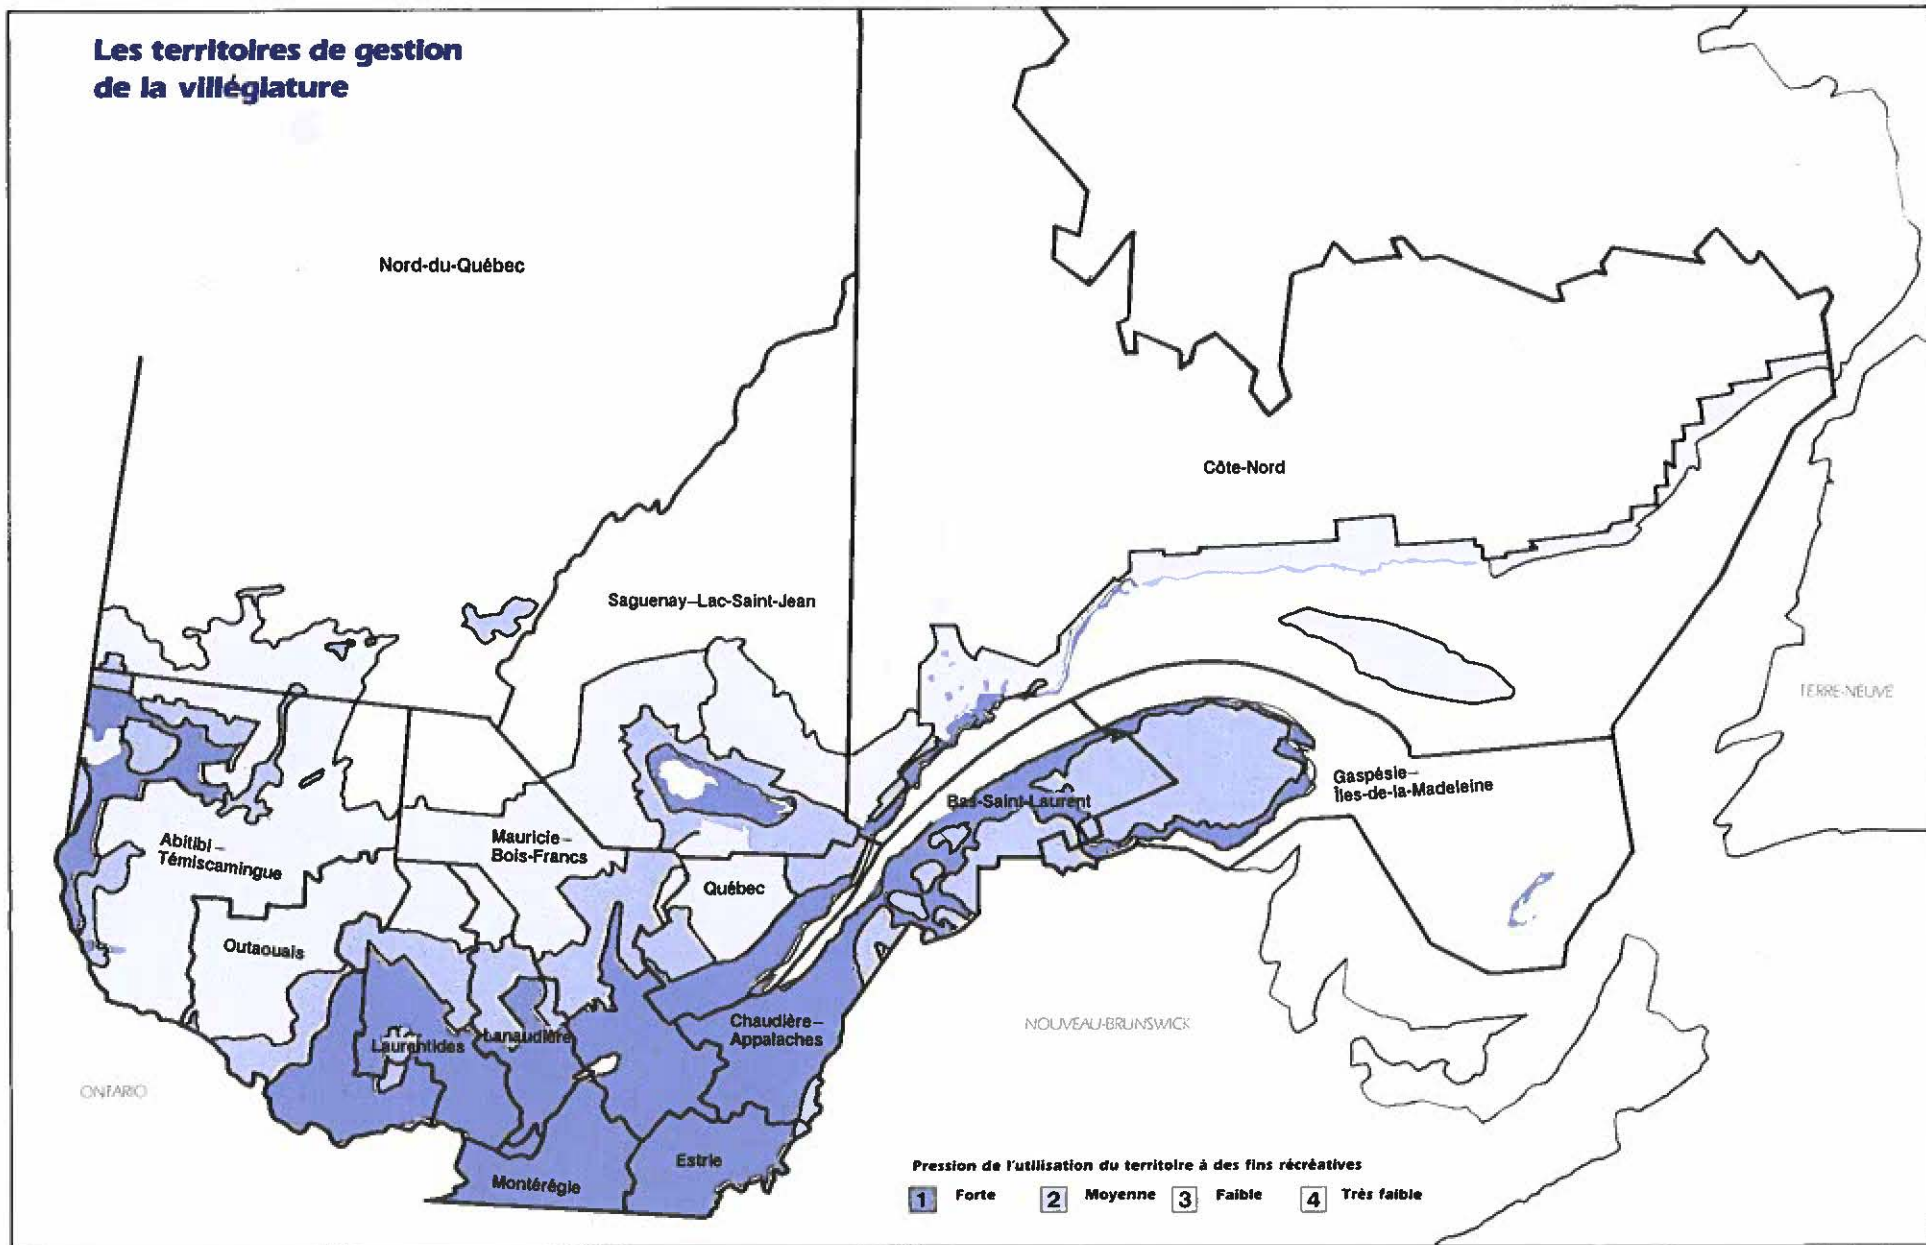 Les territoires de gestion
de la villégiature
Nord-du-Québec
Côte-Nord
Saguenay–Lac-Saint-Jean
TERRE-NEUVE
Gaspésie–
Îles-de-la-Madeleine
Bas-Saint-Laurent
Abitibi–
Témiscamingue
Mauricie–
Bois-Francs
Québec
Outaouais
Chaudière–
Appalaches
NOUVEAU-BRUNSWICK
Laurentides
Lanaudière
ONTARIO
Estrie
Montérégie
Pression de l'utilisation du territoire à des fins récréatives
1 Forte 2 Moyenne 3 Faible 4 Très faible